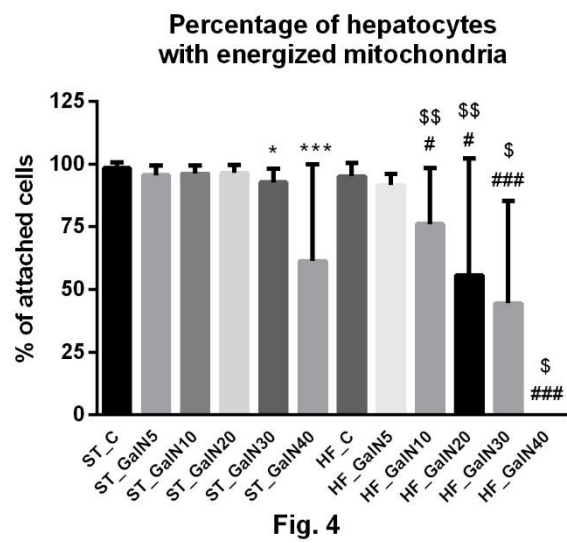 Percentage of hepatocytes
with energized mitochondria
% of attached cells
125
100
75
50
25
0
*
***
$$
#
$$
#
$
###
$
###
ST_C
ST_GalN5
ST_GalN10
ST_GalN20
ST_GalN30
ST_GalN40
HF_C
HF_GalN5
HF_GalN10
HF_GalN20
HF_GalN30
HF_GalN40
Fig. 4